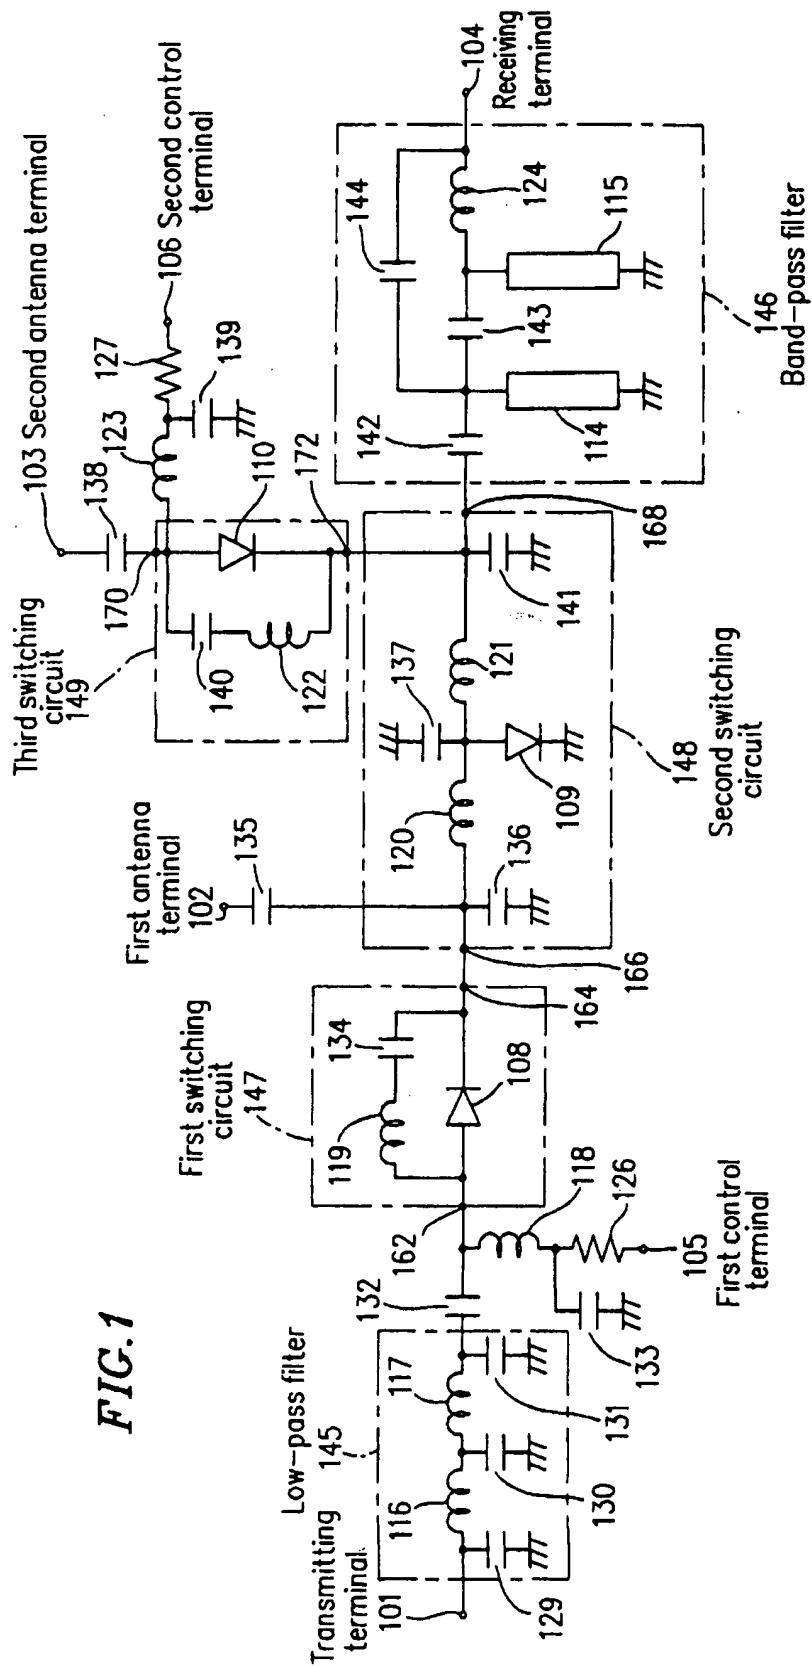 FIG.1
Transmitting
terminal
101
Low-pass filter
145
116
117
129
130
131
132
133
162
118
126
105
First control
terminal
First switching
circuit
147
119
134
108
164
166
First antenna
terminal
102
135
136
120
137
109
121
141
148
Second switching
circuit
Third switching
circuit
149
170
140
122
110
172
138
103 Second antenna terminal
123
127
139
106 Second control
terminal
168
142
114
143
144
115
124
146
Band-pass filter
104
Receiving
terminal